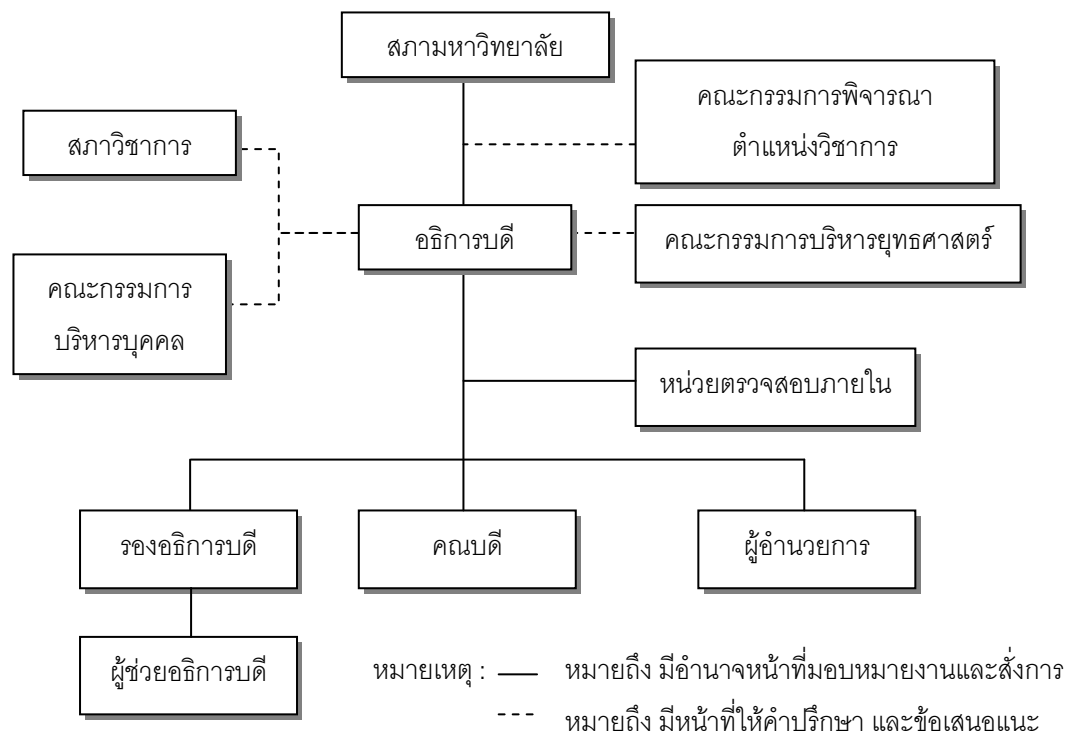 สภามหาวิทยาลัย
คณะกรรมการพิจารณา
ตำแหน่งวิชาการ
สภาวิชาการ
อธิการบดี
คณะกรรมการบริหารยุทธศาสตร์
คณะกรรมการ
บริหารบุคคล
หน่วยตรวจสอบภายใน
รองอธิการบดี
คณบดี
ผู้อำนวยการ
ผู้ช่วยอธิการบดี
หมายเหตุ : หมายถึง มีอำนาจหน้าที่มอบหมายงานและสั่งการ
หมายถึง มีหน้าที่ให้คำปรึกษา และข้อเสนอแนะ